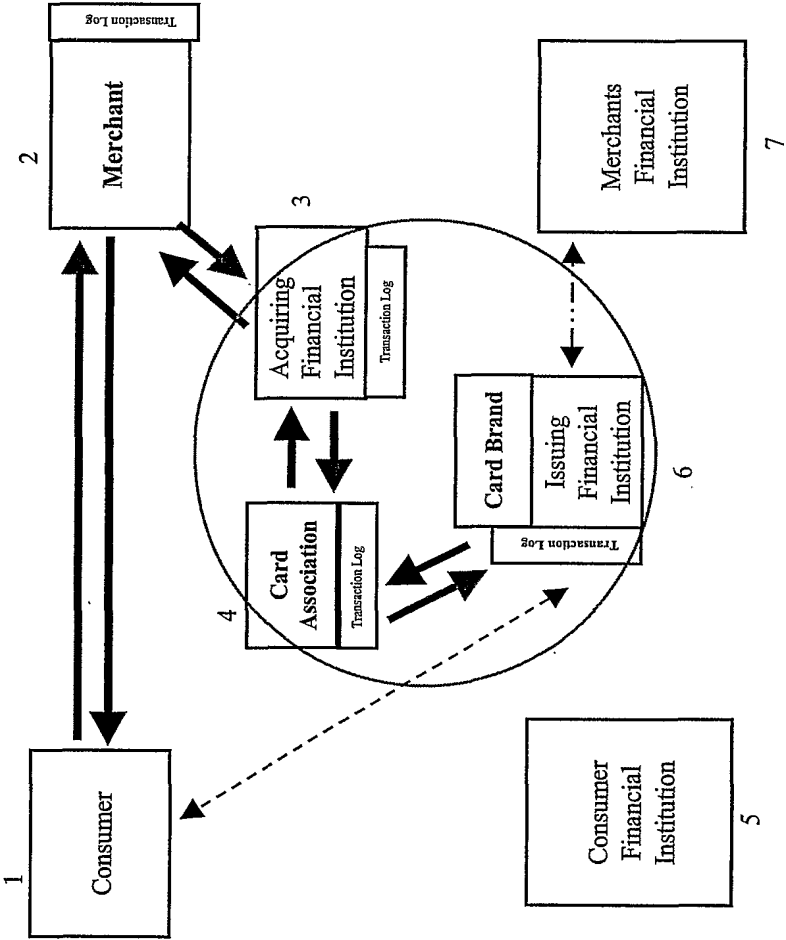 1
Consumer
2
Merchant
Transaction Log
3
Acquiring
Financial
Institution
Transaction Log
4
Card
Association
Transaction Log
Card Brand
Issuing
Financial
Institution
Transaction Log
6
Consumer
Financial
Institution
5
Merchants
Financial
Institution
7